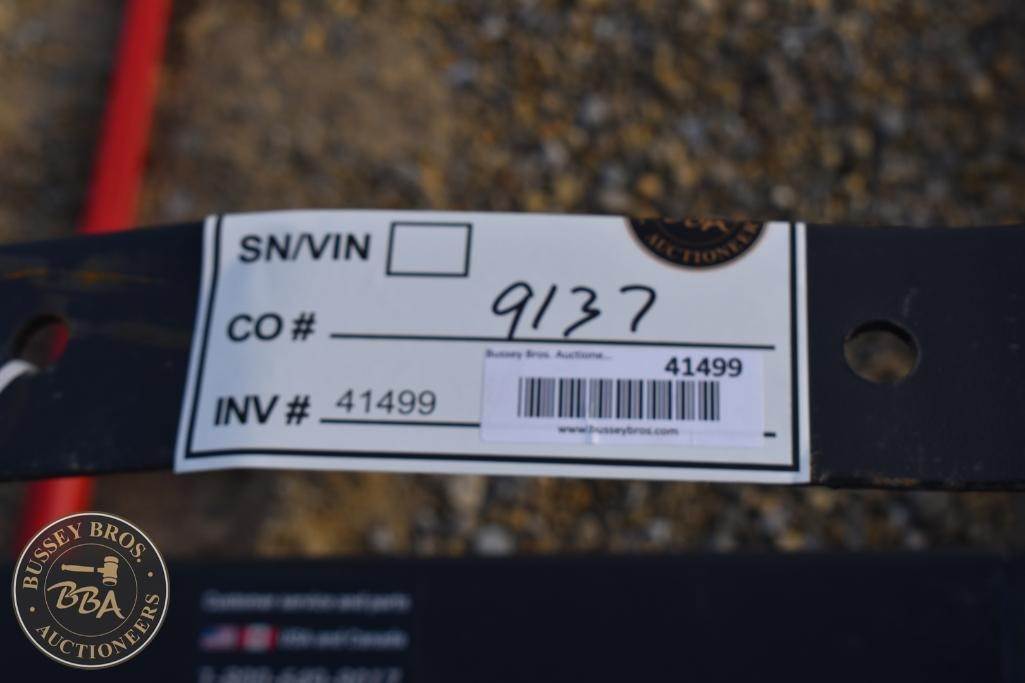 SN/VIN
AUCTIONEER
CO # 9137
Bussey Bros. Auctione...
41499
INV # 41499
www.busseybros.com
BUSSEY BROS.
BBA
AUCTIONEERS
Customer service and parts
USA and Canada